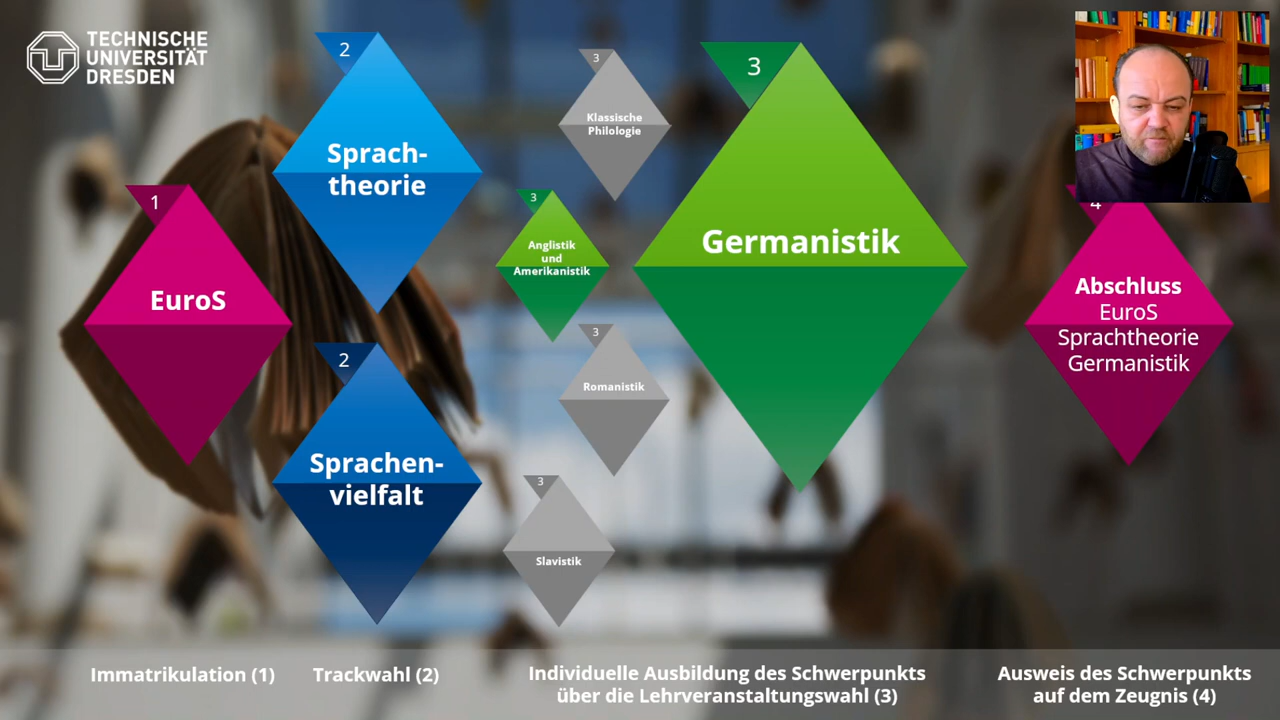 TECHNISCHE
UNIVERSITÄT
DRESDEN
1
EuroS
2
Sprach-
theorie
2
Sprachen-
vielfalt
3
Klassische
Philologie
3
Anglistik
und
Amerikanistik
3
Romanistik
3
Slavistik
3
Germanistik
4
Abschluss
EuroS
Sprachtheorie
Germanistik
Immatrikulation (1)
Trackwahl (2)
Individuelle Ausbildung des Schwerpunkts
über die Lehrveranstaltungswahl (3)
Ausweis des Schwerpunkts
auf dem Zeugnis (4)